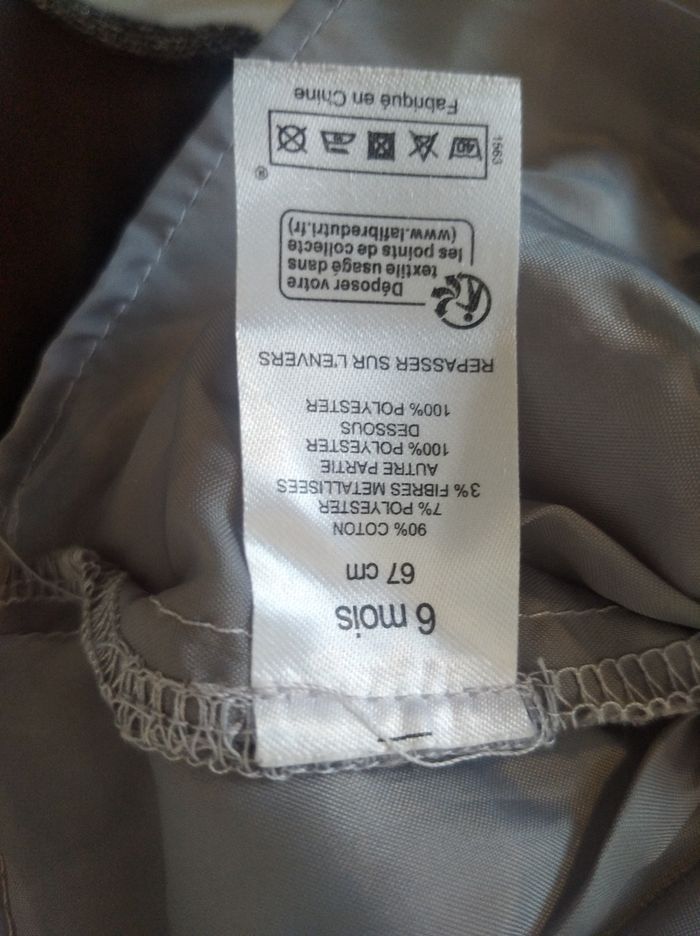 6 mois
67 cm
90% COTON
7% POLYESTER
3% FIBRES METALLISEES
AUTRE PARTIE
100% POLYESTER
DESSOUS
100% POLYESTER
REPASSER SUR L'ENVERS
Déposer votre
textile usagé dans
les points de collecte
(www.lafibredutri.fr)
®
1563
40
Fabriqué en Chine